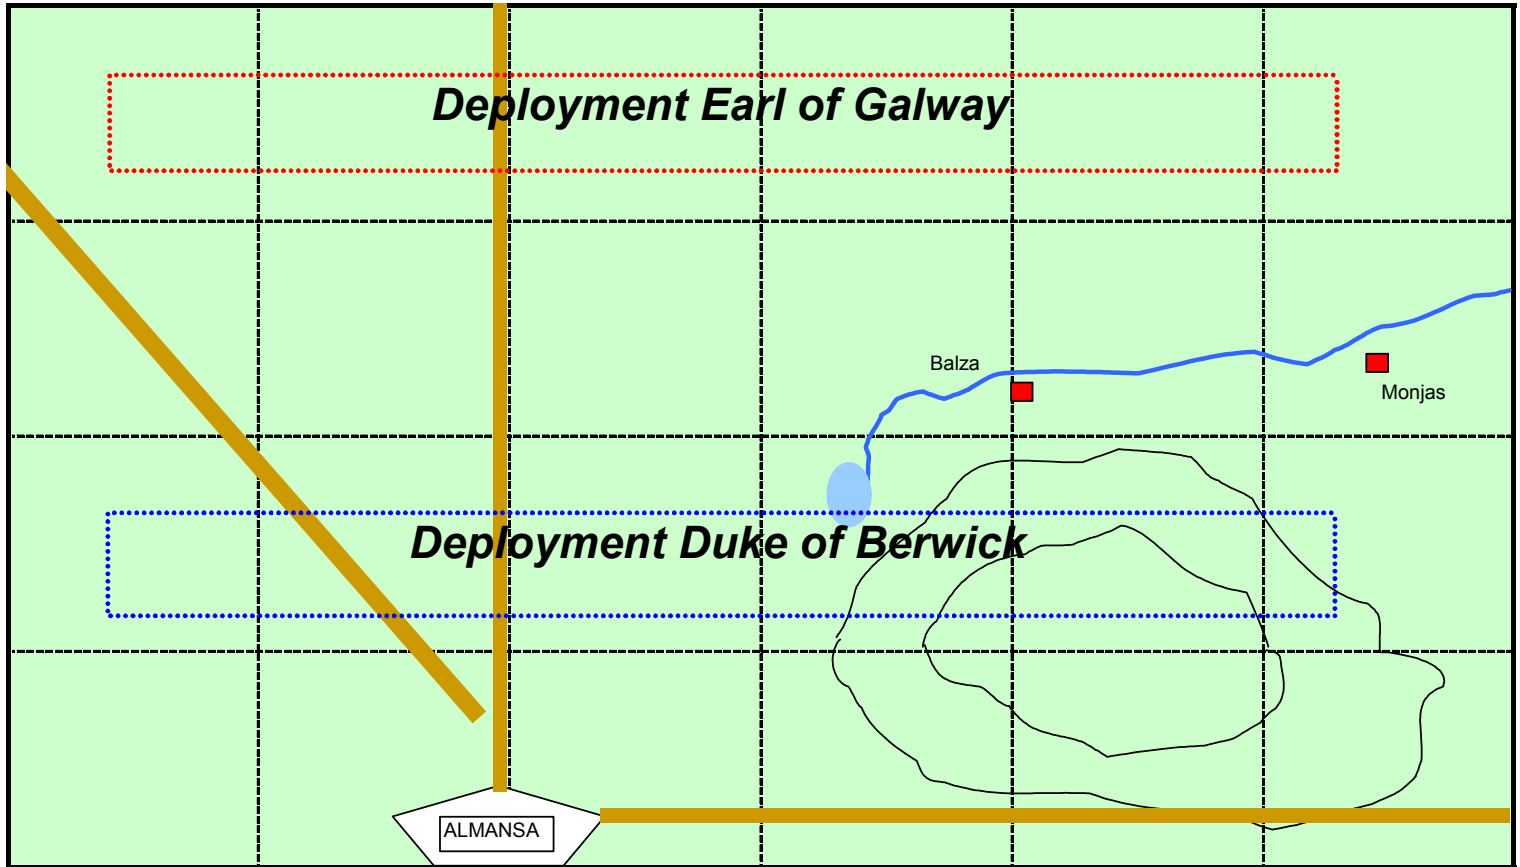 Deployment Earl of Galway
Balza
Monjas
Deployment Duke of Berwick
ALMANSA